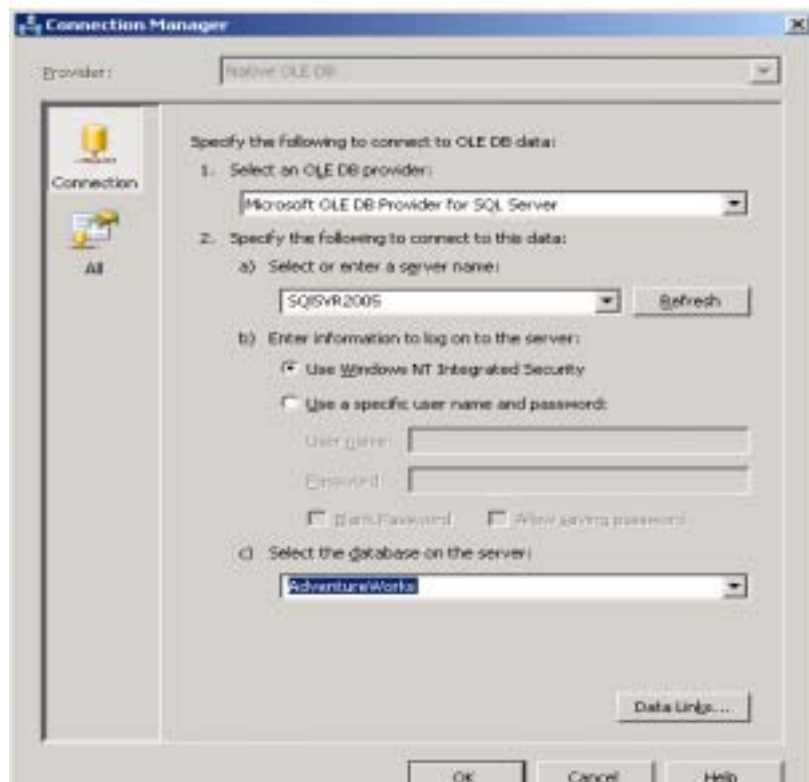 Connection Manager
Provider:
Native OLE DB
Connection
All
Specify the following to connect to OLE DB data:
1. Select an OLE DB provider:
Microsoft OLE DB Provider for SQL Server
2. Specify the following to connect to this data:
a) Select or enter a server name:
SQlSVR2005
Refresh
b) Enter information to log on to the server:
Use Windows NT Integrated Security
Use a specific user name and password:
User name:
Password:
Blank Password
Allow saving password
c) Select the database on the server:
AdventureWorks
Data Links...
OK
Cancel
Help